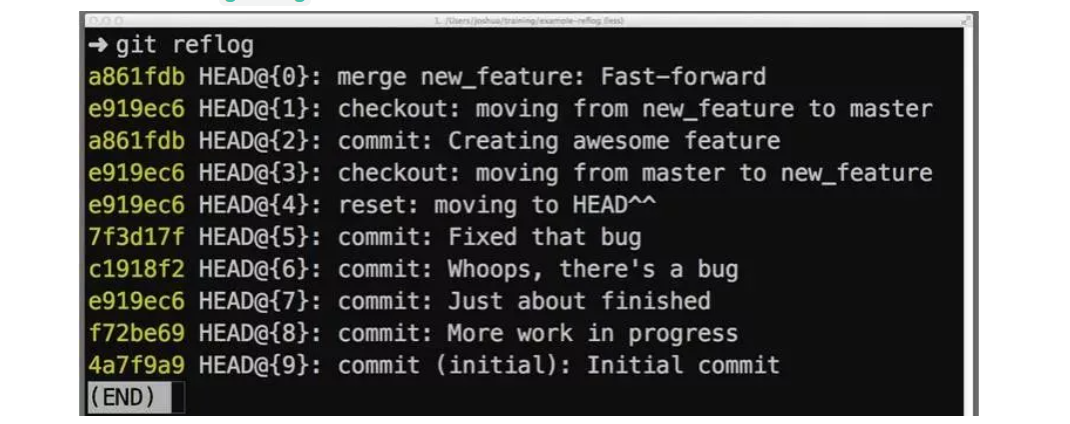 1. /Users/joshua/training/example-reflog (less)
➜ git reflog
a861fdb HEAD@{0}: merge new_feature: Fast-forward
e919ec6 HEAD@{1}: checkout: moving from new_feature to master
a861fdb HEAD@{2}: commit: Creating awesome feature
e919ec6 HEAD@{3}: checkout: moving from master to new_feature
e919ec6 HEAD@{4}: reset: moving to HEAD^^
7f3d17f HEAD@{5}: commit: Fixed that bug
c1918f2 HEAD@{6}: commit: Whoops, there's a bug
e919ec6 HEAD@{7}: commit: Just about finished
f72be69 HEAD@{8}: commit: More work in progress
4a7f9a9 HEAD@{9}: commit (initial): Initial commit
(END)